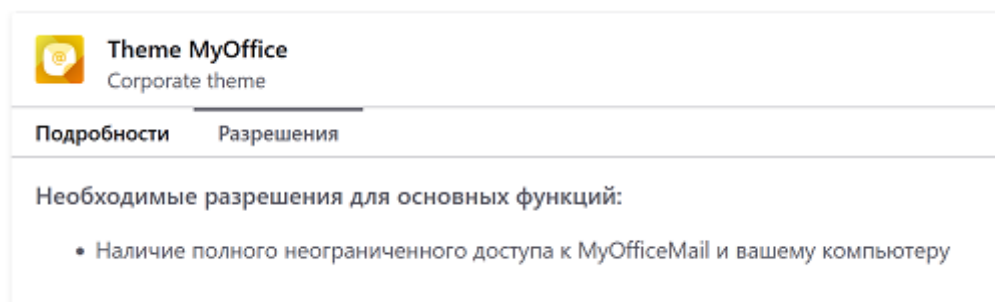 Theme MyOffice
Corporate theme
Подробности Разрешения
Необходимые разрешения для основных функций:
• Наличие полного неограниченного доступа к MyOfficeMail и вашему компьютеру